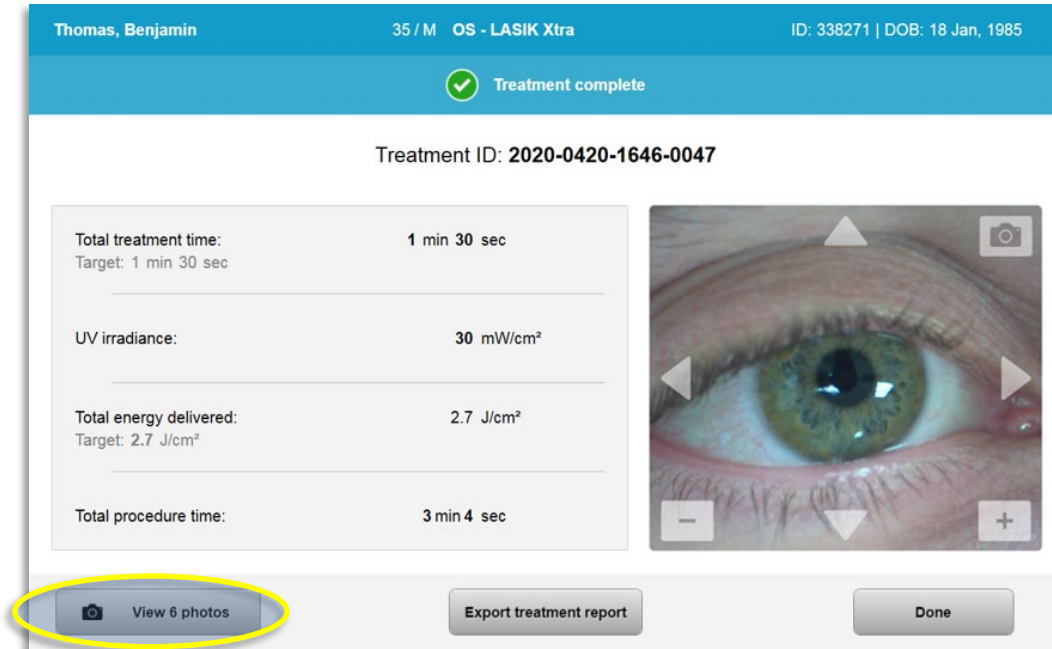 Thomas, Benjamin 35 / M OS - LASIK Xtra ID: 338271 | DOB: 18 Jan, 1985
Treatment complete
Treatment ID: 2020-0420-1646-0047
Total treatment time: 1 min 30 sec
Target: 1 min 30 sec
UV irradiance: 30 mW/cm²
Total energy delivered: 2.7 J/cm²
Target: 2.7 J/cm²
Total procedure time: 3 min 4 sec
View 6 photos Export treatment report Done